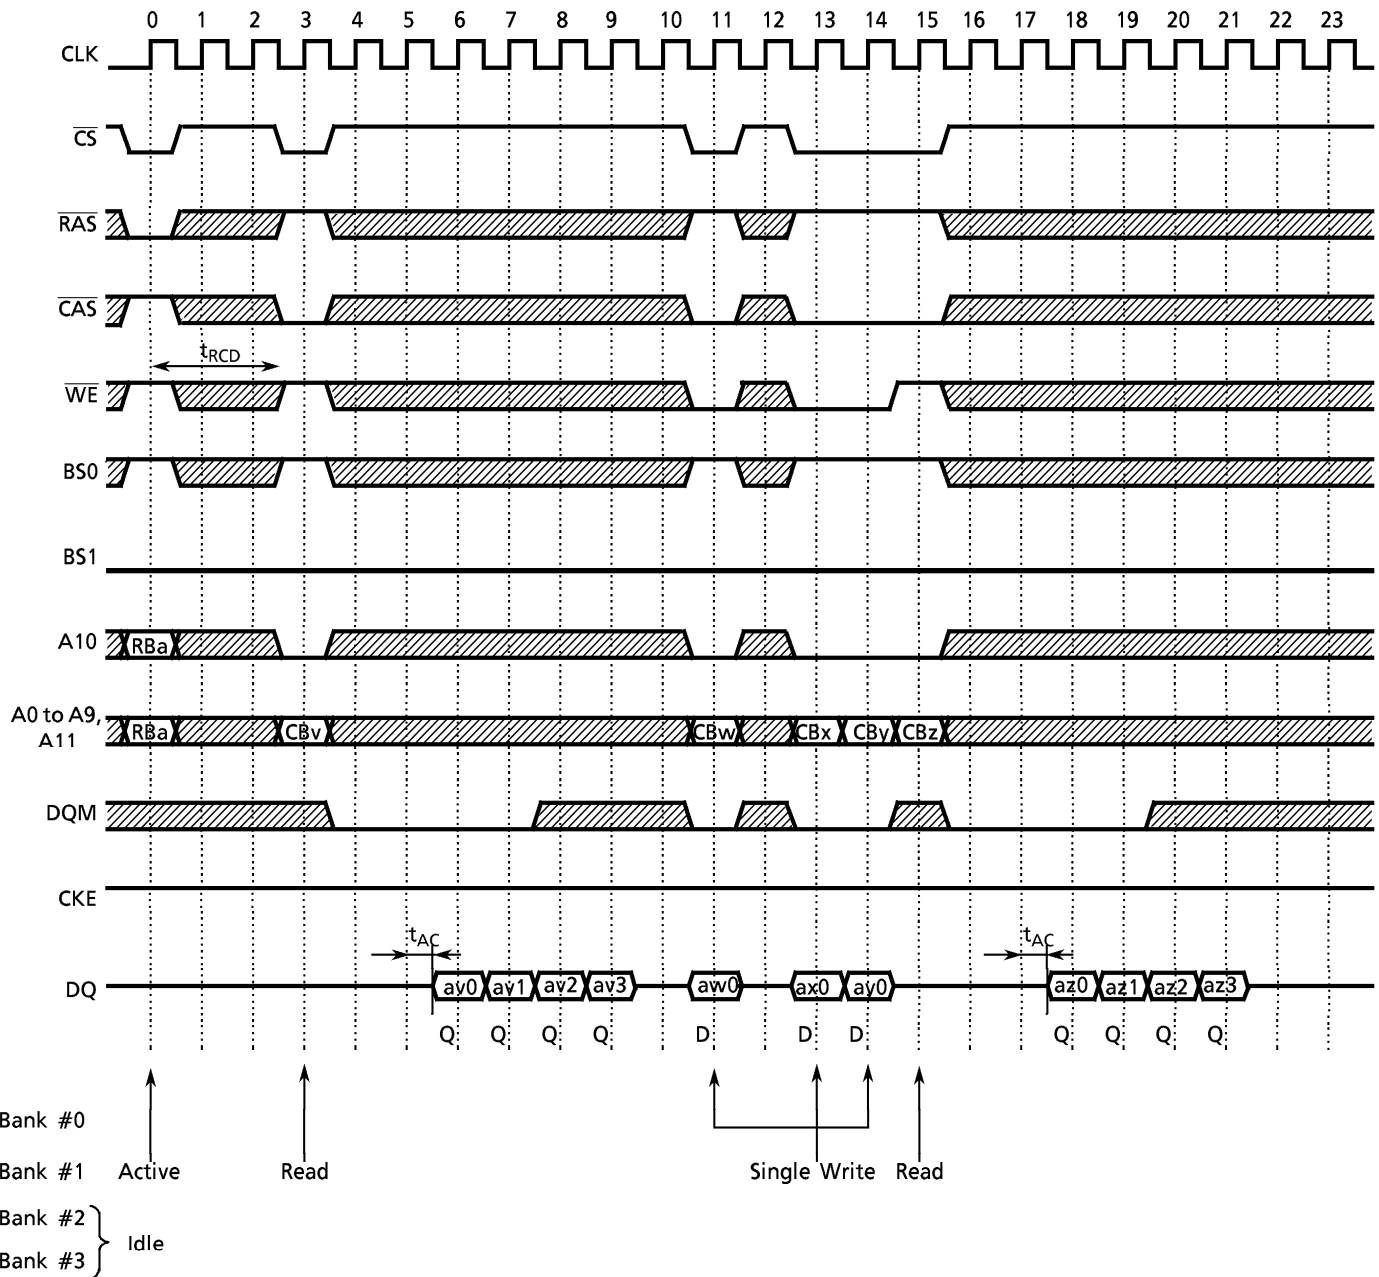 0 1 2 3 4 5 6 7 8 9 10 11 12 13 14 15 16 17 18 19 20 21 22 23
CLK
CS
RAS
CAS
tRCD
WE
BS0
BS1
A10 RBa
A0 to A9,
A11 RBa CBv CBw CBx CBy CBz
DQM
CKE
tAC tAC
DQ av0 av1 av2 av3 aw0 ax0 ay0 az0 az1 az2 az3
Q Q Q Q D D D Q Q Q Q
Bank #0
Bank #1 Active Read Single Write Read
Bank #2
Idle
Bank #3